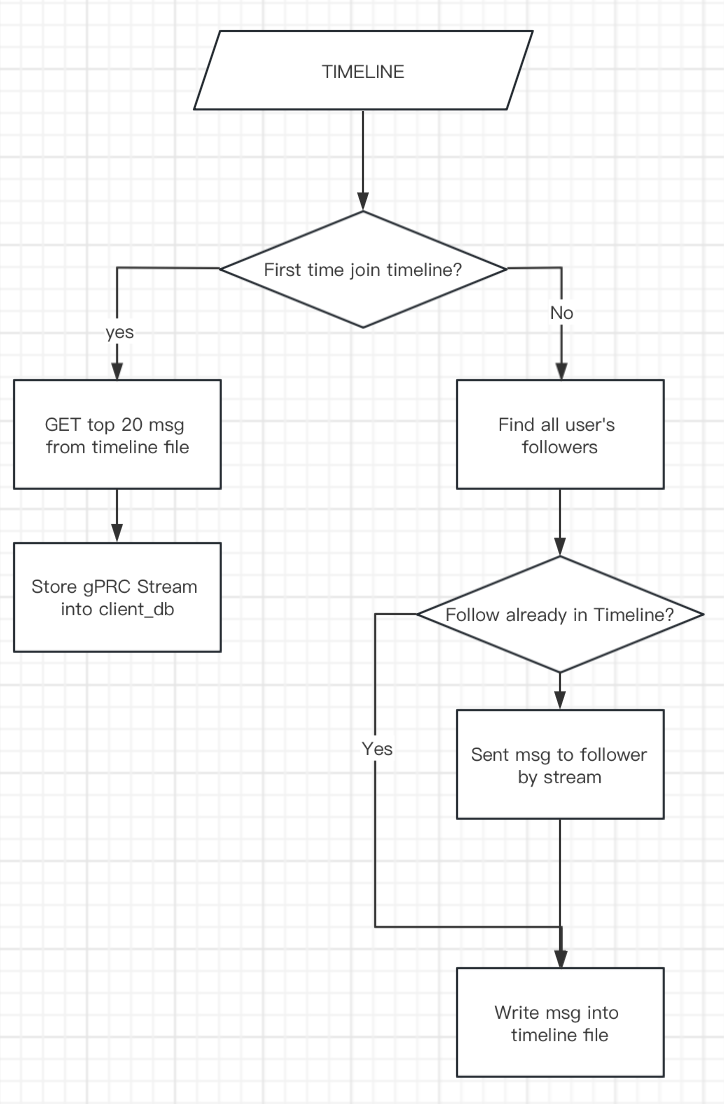 TIMELINE
First time join timeline?
yes
No
GET top 20 msg
from timeline file
Find all user's
followers
Store gPRC Stream
into client_db
Follow already in Timeline?
Yes
Sent msg to follower
by stream
Write msg into
timeline file